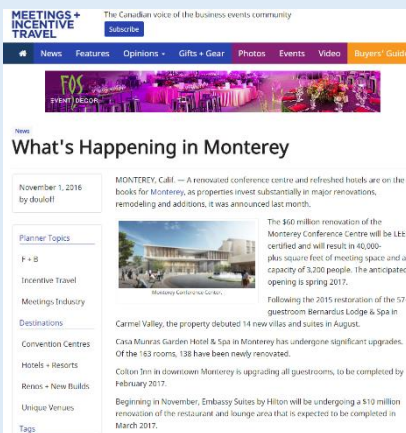 MEETINGS +
INCENTIVE
TRAVEL
The Canadian voice of the business events community
Subscribe
News Features Opinions Gifts + Gear Photos Events Video Buyers' Guide
FOS
EVENT DECOR
News
What's Happening in Monterey
November 1, 2016
by douloff
Planner Topics
F + B
Incentive Travel
Meetings Industry
Destinations
Convention Centres
Hotels + Resorts
Renos + New Builds
Unique Venues
Tags
MONTEREY, Calif. — A renovated conference centre and refreshed hotels are on the
books for Monterey, as properties invest substantially in major renovations,
remodeling and additions, it was announced last month.
Monterey Conference Center.
The $60 million renovation of the
Monterey Conference Centre will be LEE
certified and will result in 40,000-
plus square feet of meeting space and a
capacity of 3,200 people. The anticipated
opening is spring 2017.
Following the 2015 restoration of the 57-
guestroom Bernardus Lodge & Spa in
Carmel Valley, the property debuted 14 new villas and suites in August.
Casa Munras Garden Hotel & Spa in Monterey has undergone significant upgrades.
Of the 163 rooms, 138 have been newly renovated.
Colton Inn in downtown Monterey is upgrading all guestrooms, to be completed by
February 2017.
Beginning in November, Embassy Suites by Hilton will be undergoing a $10 million
renovation of the restaurant and lounge area that is expected to be completed in
March 2017.